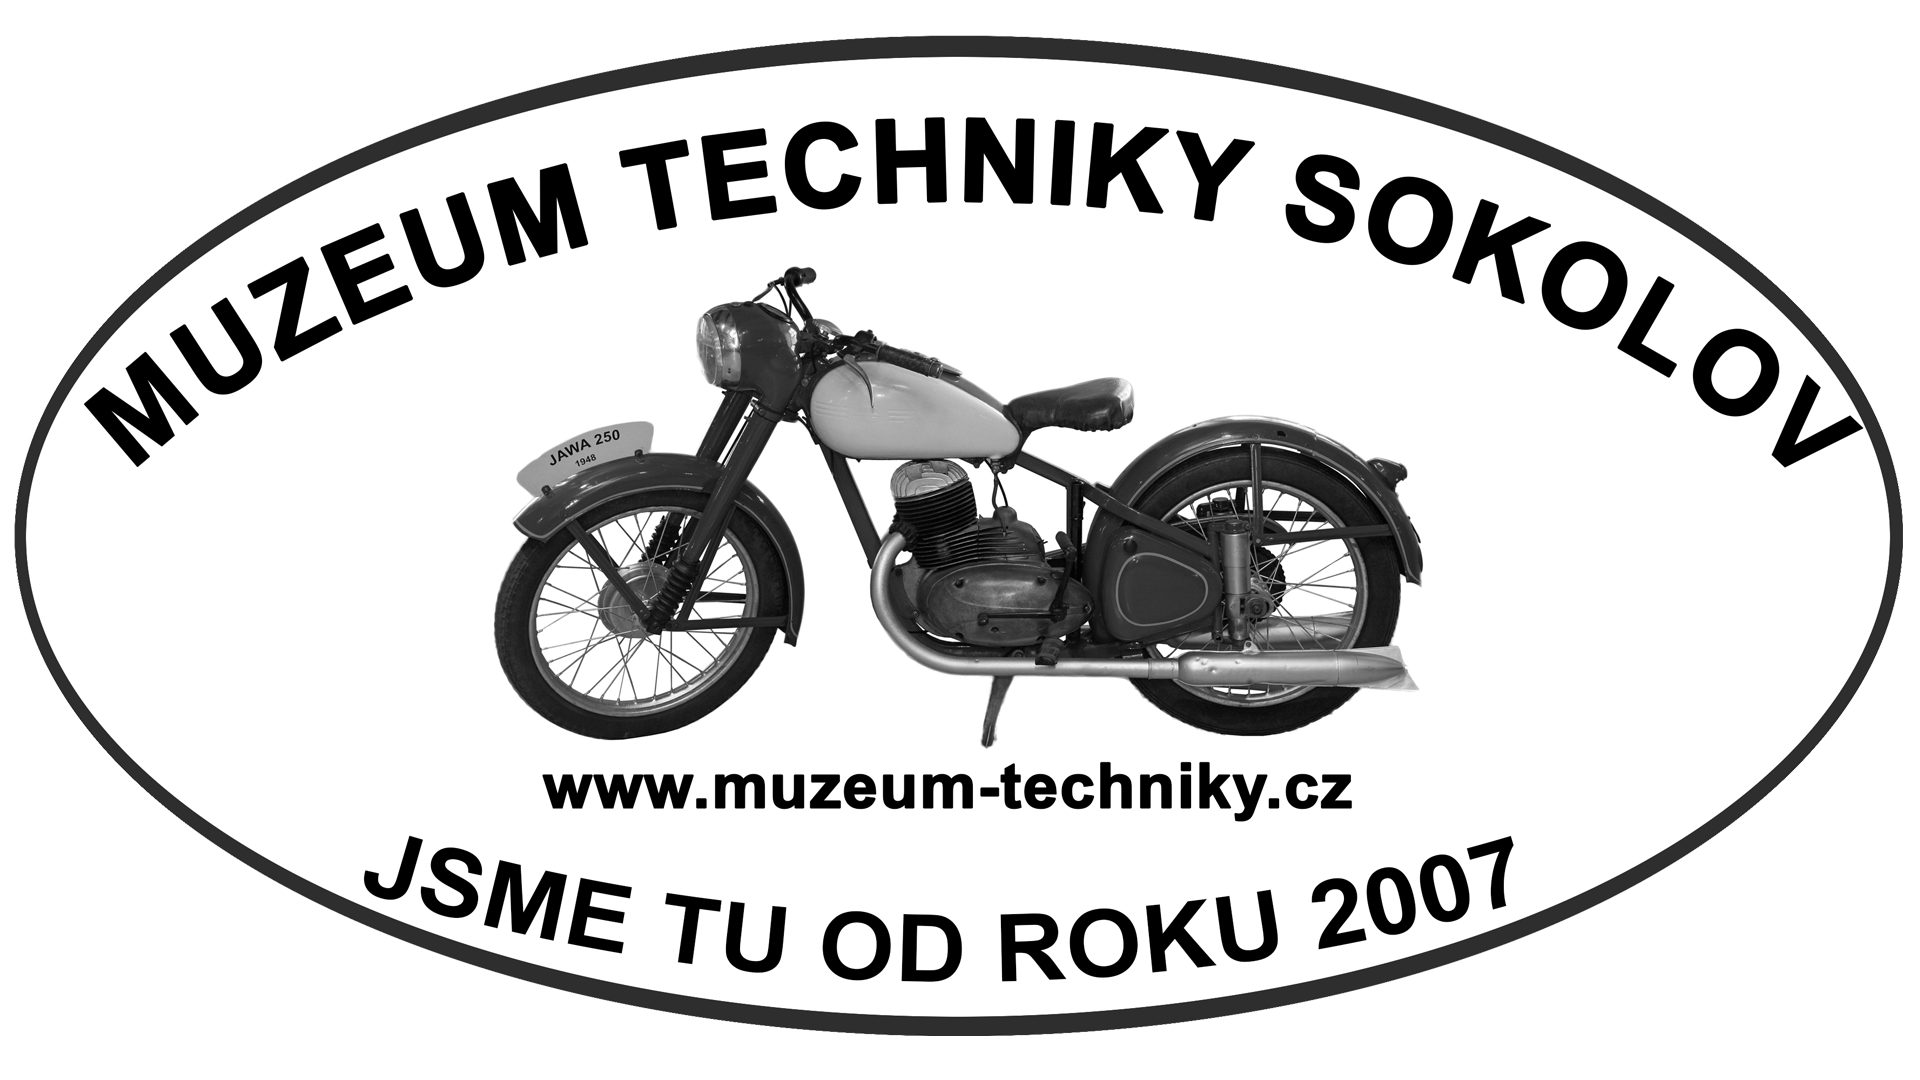 MUZEUM TECHNIKY SOKOLOV
JAWA 250
1948
www.muzeum-techniky.cz
JSME TU OD ROKU 2007